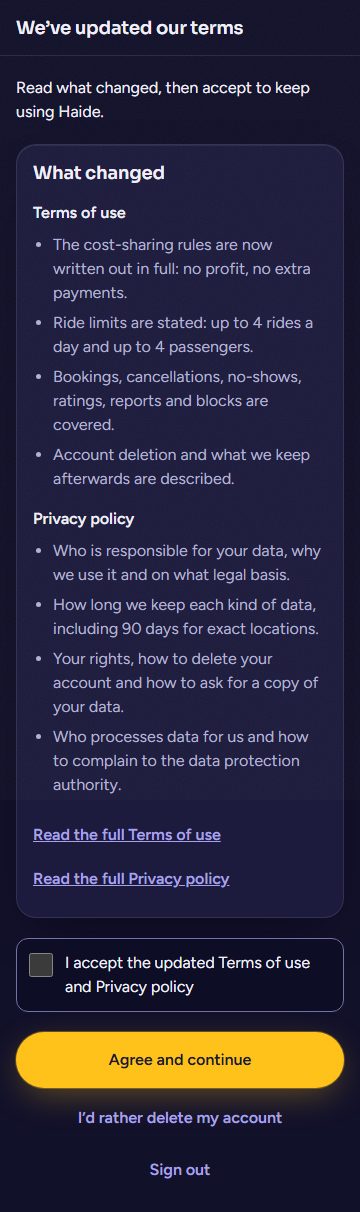 We’ve updated our terms
Read what changed, then accept to keep
using Haide.
What changed
Terms of use
• The cost-sharing rules are now
written out in full: no profit, no extra
payments.
• Ride limits are stated: up to 4 rides a
day and up to 4 passengers.
• Bookings, cancellations, no-shows,
ratings, reports and blocks are
covered.
• Account deletion and what we keep
afterwards are described.
Privacy policy
• Who is responsible for your data, why
we use it and on what legal basis.
• How long we keep each kind of data,
including 90 days for exact locations.
• Your rights, how to delete your
account and how to ask for a copy of
your data.
• Who processes data for us and how
to complain to the data protection
authority.
Read the full Terms of use
Read the full Privacy policy
I accept the updated Terms of use
and Privacy policy
Agree and continue
I’d rather delete my account
Sign out